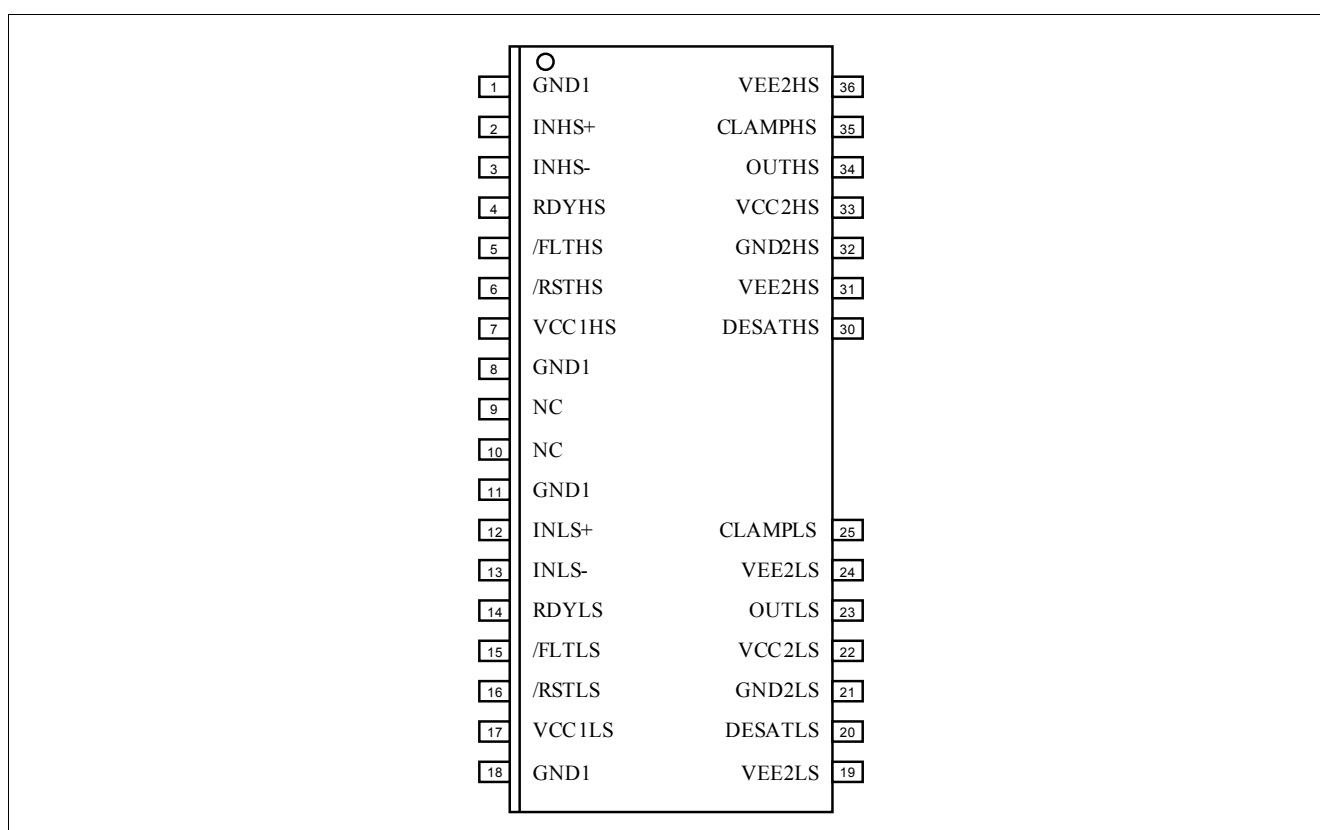 1 GND1 VEE2HS 36
2 INHS+ CLAMPHS 35
3 INHS- OUTHS 34
4 RDYHS VCC2HS 33
5 /FLTHS GND2HS 32
6 /RSTHS VEE2HS 31
7 VCC1HS DESATHS 30
8 GND1
9 NC
10 NC
11 GND1
12 INLS+ CLAMPLS 25
13 INLS- VEE2LS 24
14 RDYLS OUTLS 23
15 /FLTLS VCC2LS 22
16 /RSTLS GND2LS 21
17 VCC1LS DESATLS 20
18 GND1 VEE2LS 19